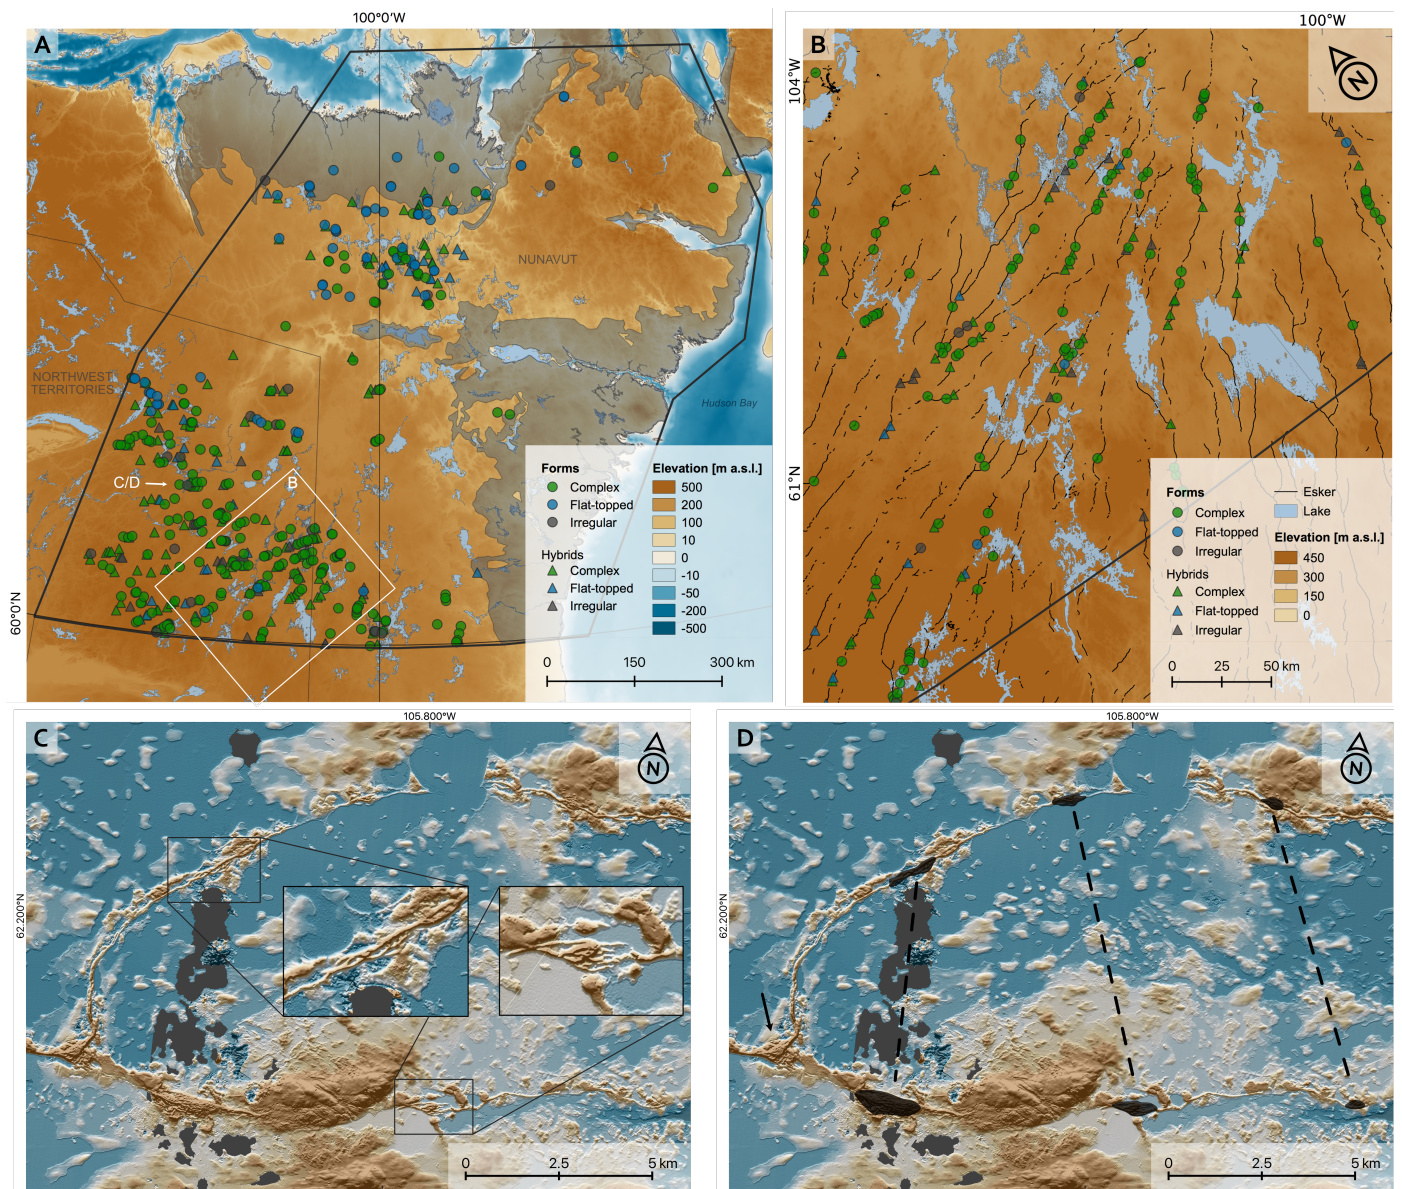 100°0'W
A
NUNAVUT
NORTHWEST
TERRITORIES
Hudson Bay
C/D
B
60°0'N
Forms
Complex
Flat-topped
Irregular
Hybrids
Complex
Flat-topped
Irregular
Elevation [m a.s.l.]
500
200
100
10
0
-10
-50
-200
-500
0 150 300 km
100°W
B
N
104°W
61°N
Forms
Complex
Flat-topped
Irregular
Hybrids
Complex
Flat-topped
Irregular
Esker
Lake
Elevation [m a.s.l.]
450
300
150
0
0 25 50 km
105.800°W
C
N
62.200°N
0 2.5 5 km
105.800°W
D
N
62.200°N
0 2.5 5 km